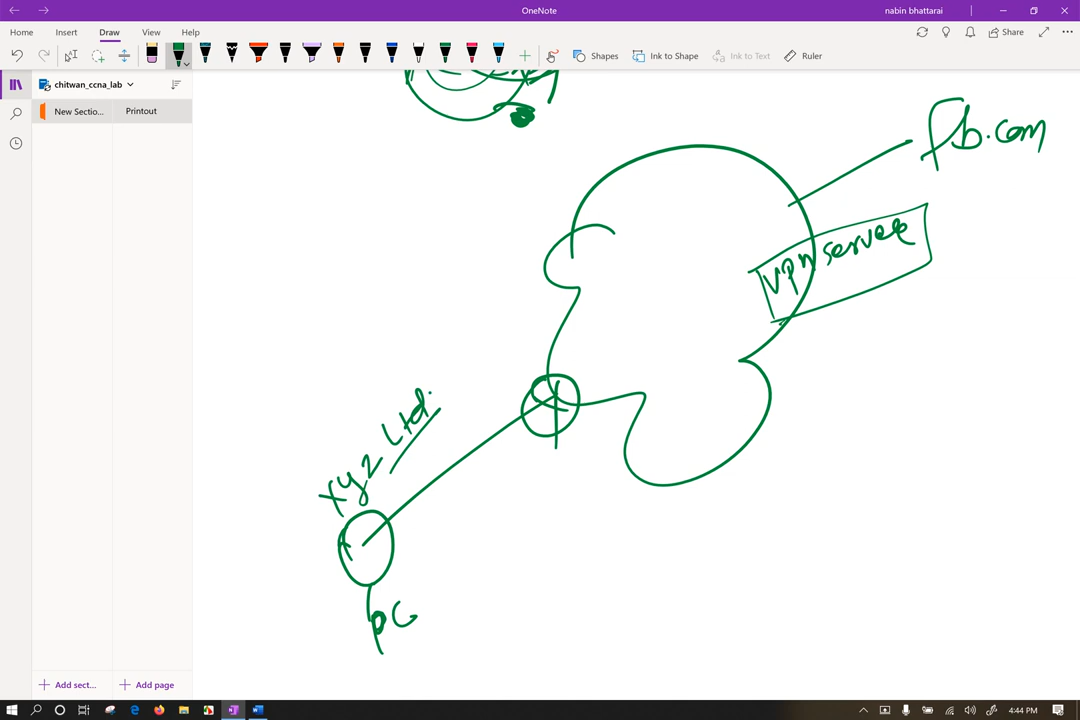 OneNote
nabin bhattarai
Home
Insert
Draw
View
Help
Share
Shapes
Ink to Shape
Ink to Text
Ruler
chitwan_ccna_lab
New Sectio...
Printout
fb.com
vpn server
xyz Ltd.
PC
Add sect...
Add page
4:44 PM